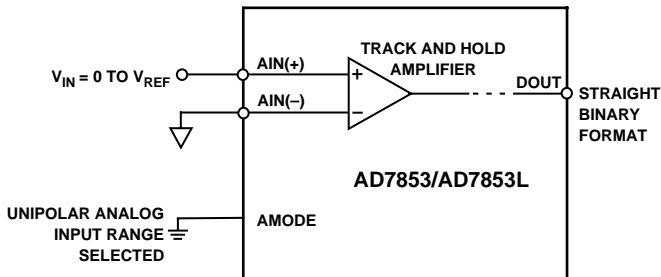 V_IN = 0 TO V_REF
AIN(+)
AIN(–)
+
–
TRACK AND HOLD
AMPLIFIER
DOUT
STRAIGHT
BINARY
FORMAT
AD7853/AD7853L
UNIPOLAR ANALOG
INPUT RANGE
SELECTED
AMODE